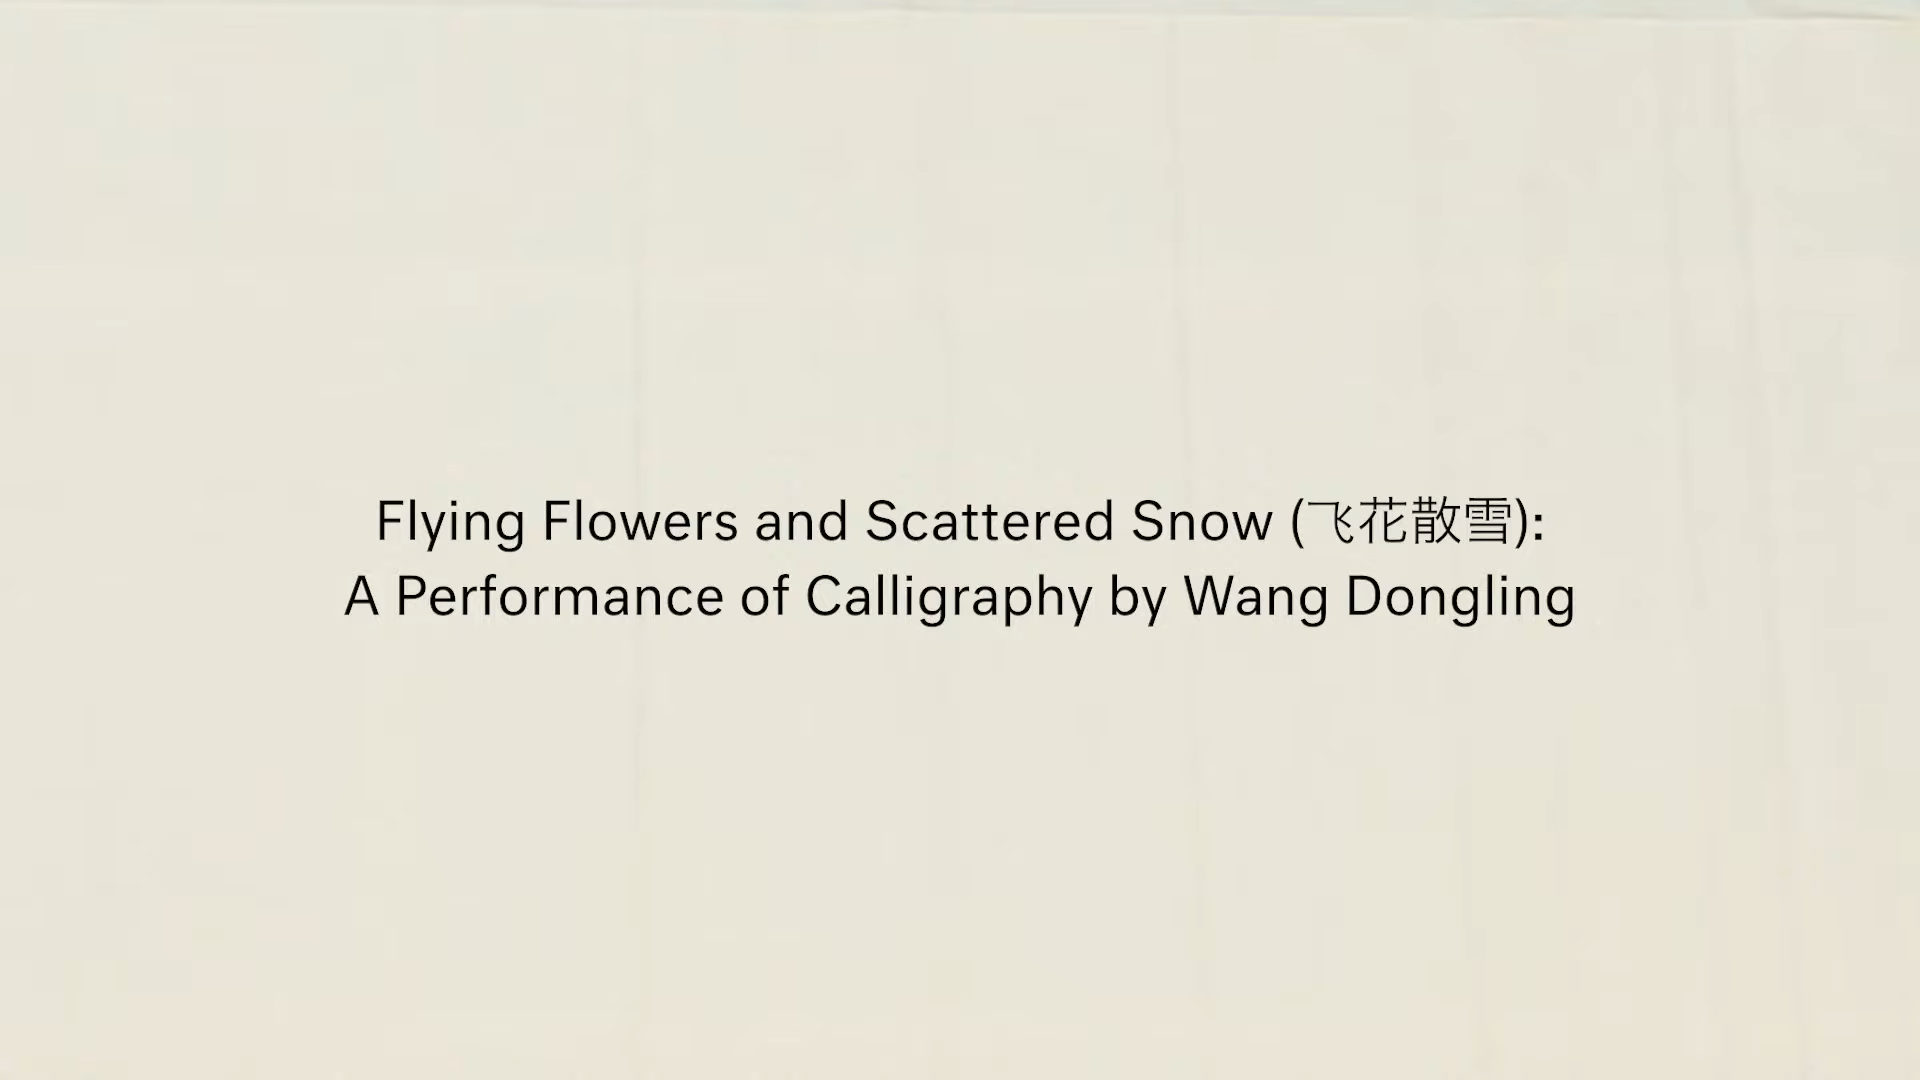 Flying Flowers and Scattered Snow (飞花散雪):
A Performance of Calligraphy by Wang Dongling